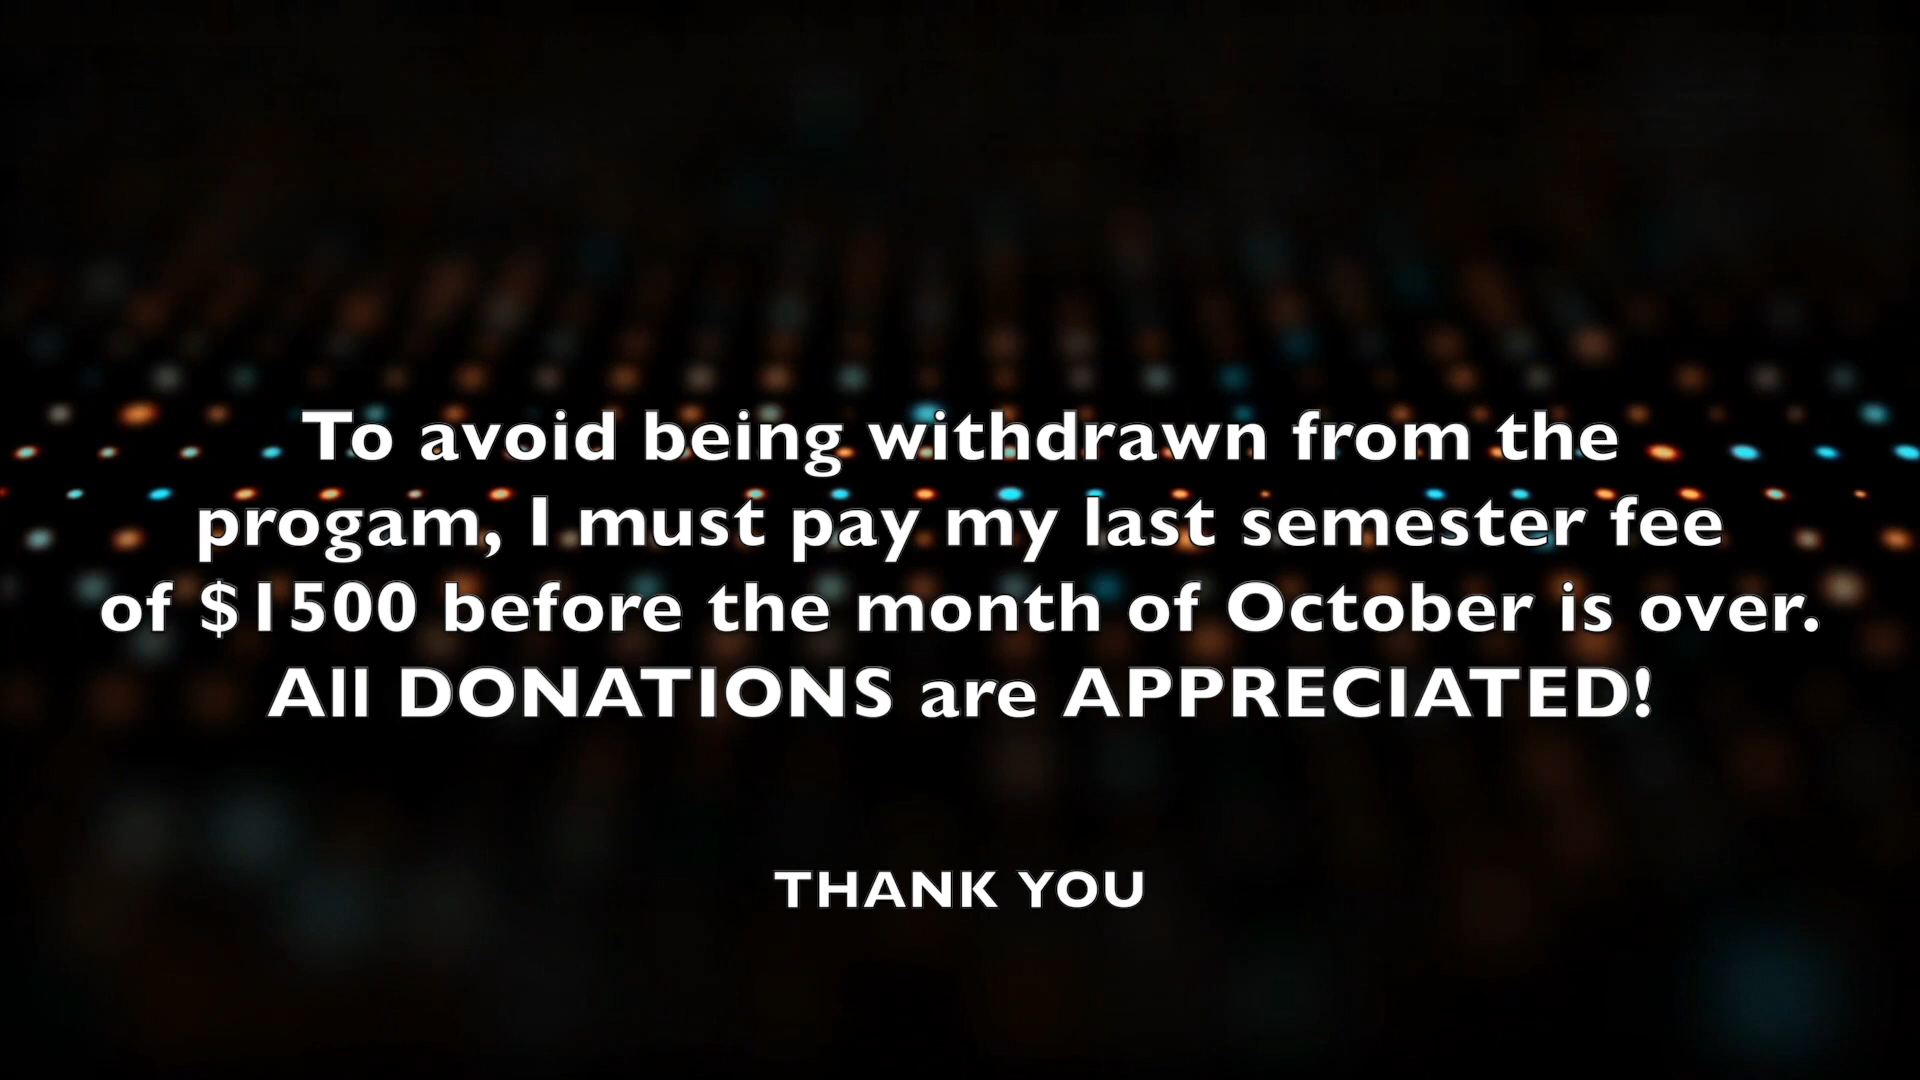 To avoid being withdrawn from the
progam, I must pay my last semester fee
of $1500 before the month of October is over.
All DONATIONS are APPRECIATED!
THANK YOU